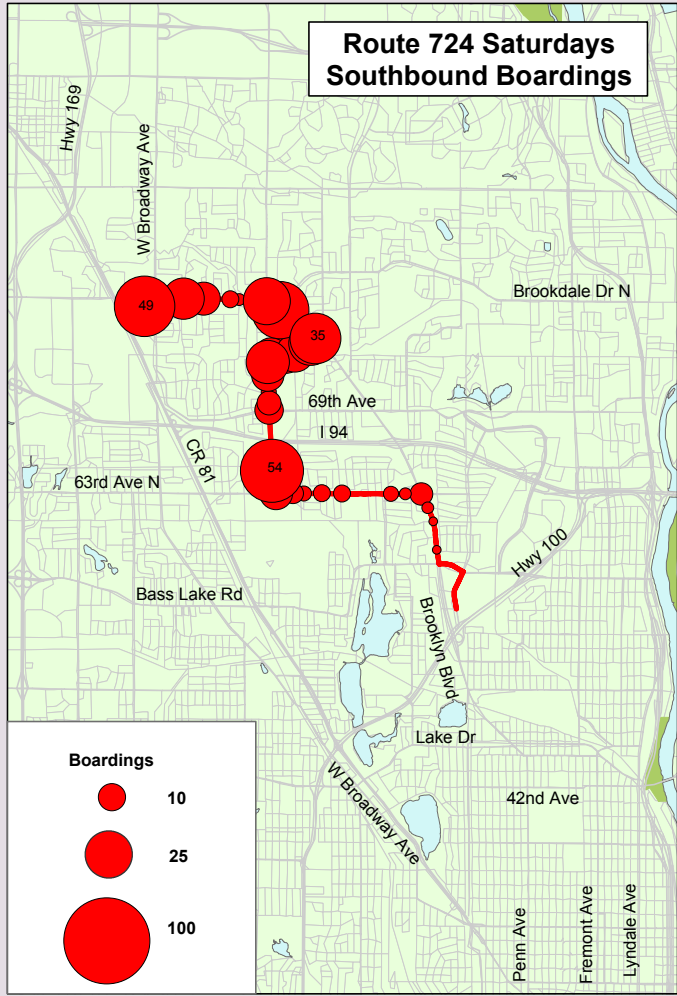 Route 724 Saturdays
Southbound Boardings
Hwy 169
W Broadway Ave
Brookdale Dr N
49
35
69th Ave
I 94
CR 81
54
63rd Ave N
Hwy 100
Bass Lake Rd
Brooklyn Blvd
Lake Dr
W Broadway Ave
42nd Ave
Penn Ave
Fremont Ave
Lyndale Ave
Boardings
10
25
100